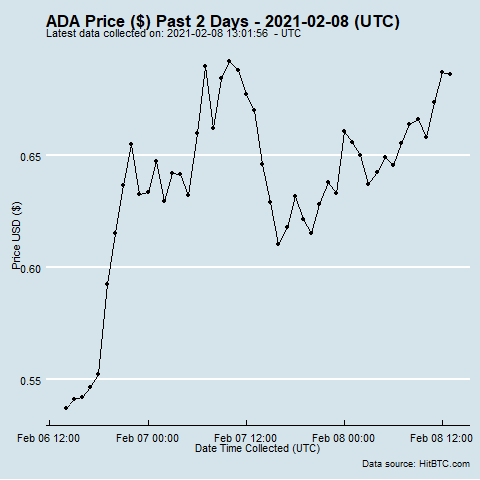 ADA Price ($) Past 2 Days - 2021-02-08 (UTC)
Latest data collected on: 2021-02-08 13:01:56 - UTC
Price USD ($)
0.65
0.60
0.55
Feb 06 12:00 Feb 07 00:00 Feb 07 12:00 Feb 08 00:00 Feb 08 12:00
Date Time Collected (UTC)
Data source: HitBTC.com